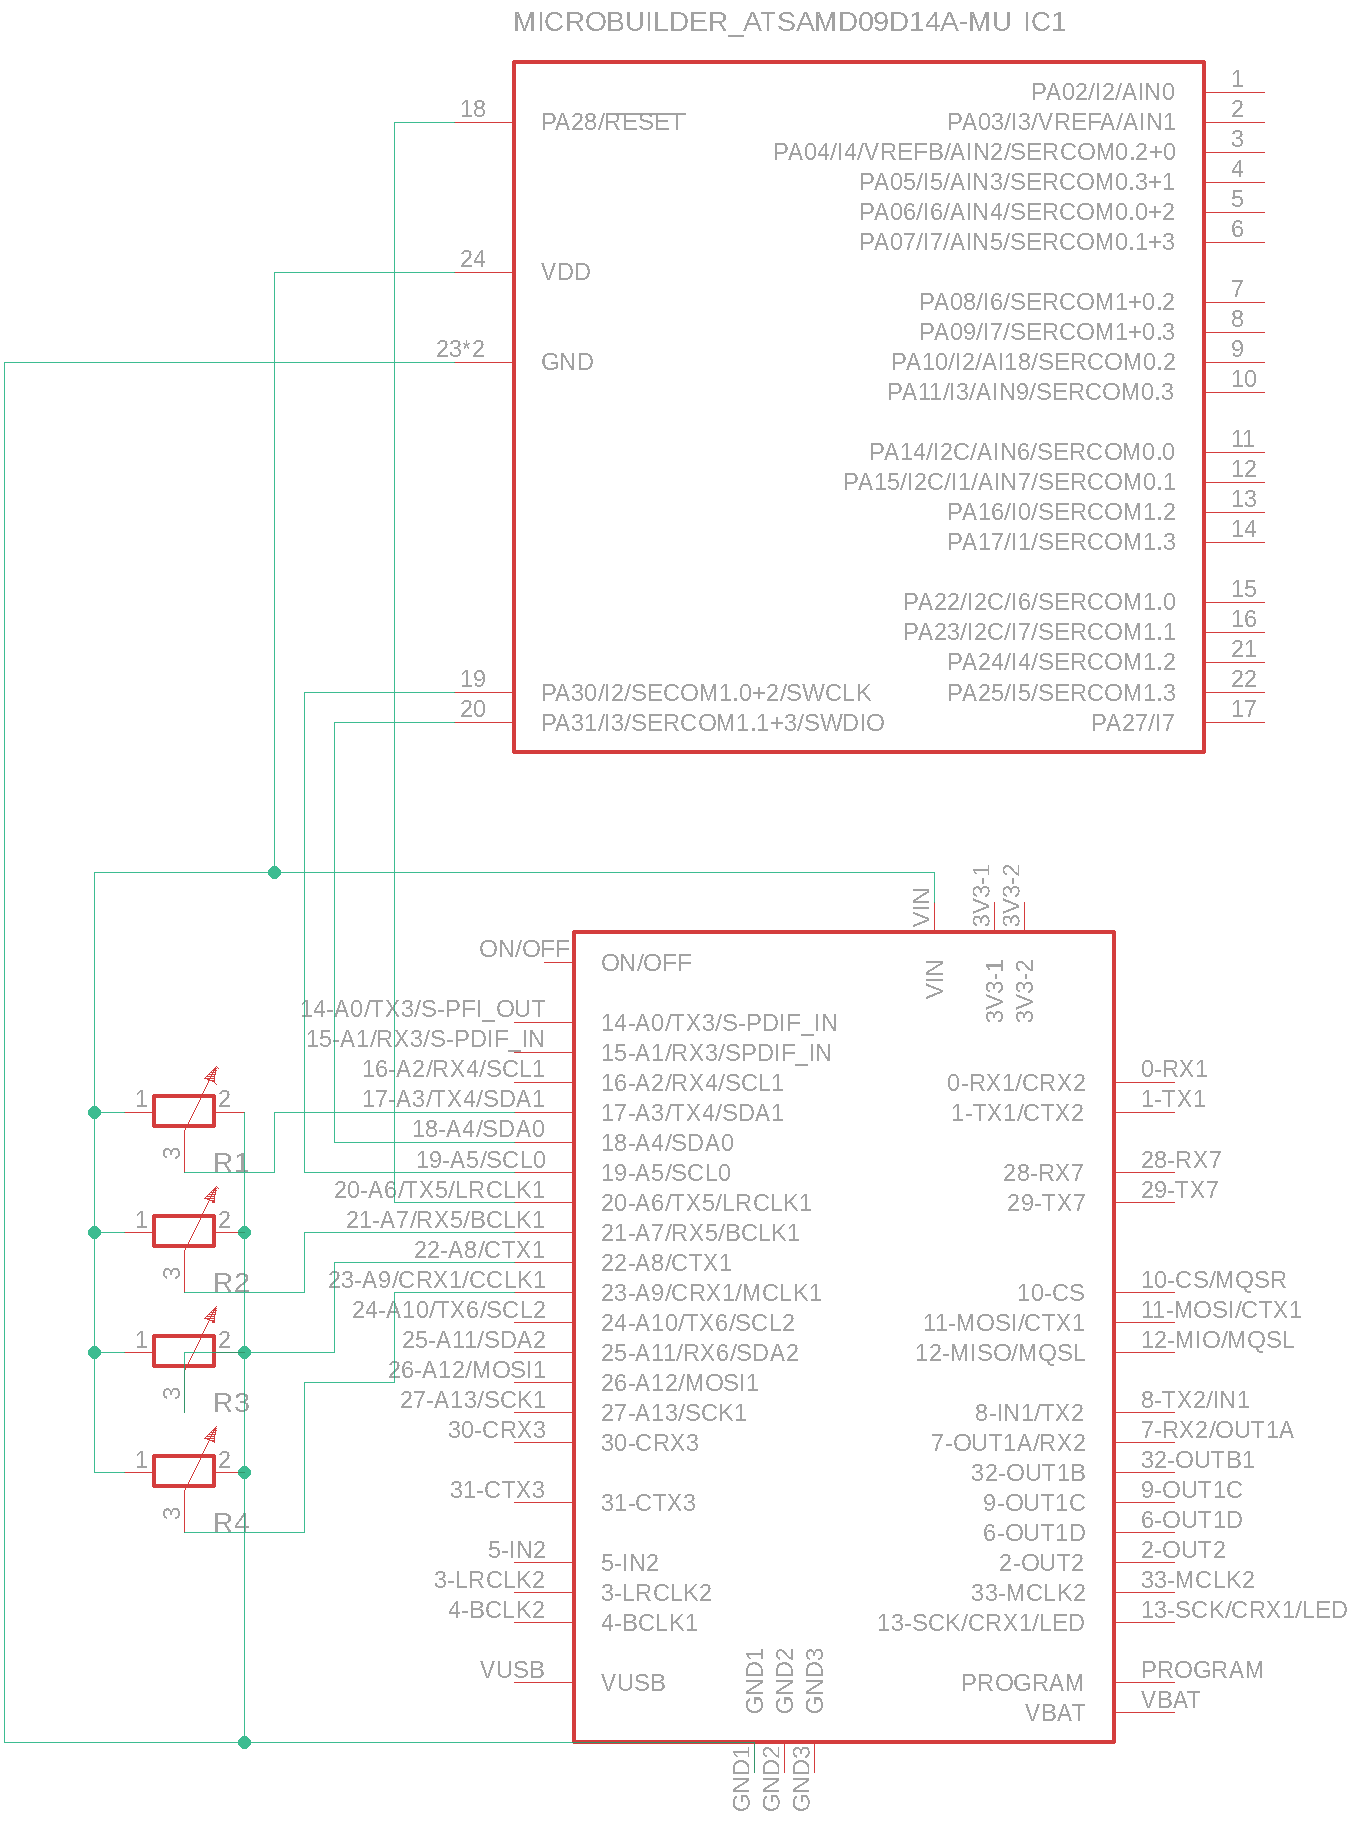 MICROBUILDER_ATSAMD09D14A-MU IC1
18 PA28/RESET
24 VDD
23*2 GND
19 PA30/I2/SECOM1.0+2/SWCLK
20 PA31/I3/SERCOM1.1+3/SWDIO
PA02/I2/AIN0 1
PA03/I3/VREFA/AIN1 2
PA04/I4/VREFB/AIN2/SERCOM0.2+0 3
PA05/I5/AIN3/SERCOM0.3+1 4
PA06/I6/AIN4/SERCOM0.0+2 5
PA07/I7/AIN5/SERCOM0.1+3 6
PA08/I6/SERCOM1+0.2 7
PA09/I7/SERCOM1+0.3 8
PA10/I2/AI18/SERCOM0.2 9
PA11/I3/AIN9/SERCOM0.3 10
PA14/I2C/AIN6/SERCOM0.0 11
PA15/I2C/I1/AIN7/SERCOM0.1 12
PA16/I0/SERCOM1.2 13
PA17/I1/SERCOM1.3 14
PA22/I2C/I6/SERCOM1.0 15
PA23/I2C/I7/SERCOM1.1 16
PA24/I4/SERCOM1.2 21
PA25/I5/SERCOM1.3 22
PA27/I7 17
VIN 3V3-1 3V3-2
VIN 3V3-1 3V3-2
1 2
3 R1
1 2
3 R2
1 2
3 R3
1 2
3 R4
ON/OFF ON/OFF
14-A0/TX3/S-PFI_OUT 14-A0/TX3/S-PDIF_IN
15-A1/RX3/S-PDIF_IN 15-A1/RX3/SPDIF_IN
16-A2/RX4/SCL1 16-A2/RX4/SCL1
17-A3/TX4/SDA1 17-A3/TX4/SDA1
18-A4/SDA0 18-A4/SDA0
19-A5/SCL0 19-A5/SCL0
20-A6/TX5/LRCLK1 20-A6/TX5/LRCLK1
21-A7/RX5/BCLK1 21-A7/RX5/BCLK1
22-A8/CTX1 22-A8/CTX1
23-A9/CRX1/CCLK1 23-A9/CRX1/MCLK1
24-A10/TX6/SCL2 24-A10/TX6/SCL2
25-A11/SDA2 25-A11/RX6/SDA2
26-A12/MOSI1 26-A12/MOSI1
27-A13/SCK1 27-A13/SCK1
30-CRX3 30-CRX3
31-CTX3 31-CTX3
5-IN2 5-IN2
3-LRCLK2 3-LRCLK2
4-BCLK2 4-BCLK1
VUSB VUSB
0-RX1/CRX2 0-RX1
1-TX1/CTX2 1-TX1
28-RX7 28-RX7
29-TX7 29-TX7
10-CS 10-CS/MQSR
11-MOSI/CTX1 11-MOSI/CTX1
12-MISO/MQSL 12-MIO/MQSL
8-IN1/TX2 8-TX2/IN1
7-OUT1A/RX2 7-RX2/OUT1A
32-OUT1B 32-OUTB1
9-OUT1C 9-OUT1C
6-OUT1D 6-OUT1D
2-OUT2 2-OUT2
33-MCLK2 33-MCLK2
13-SCK/CRX1/LED 13-SCK/CRX1/LED
PROGRAM PROGRAM
VBAT VBAT
GND1 GND2 GND3
GND1 GND2 GND3